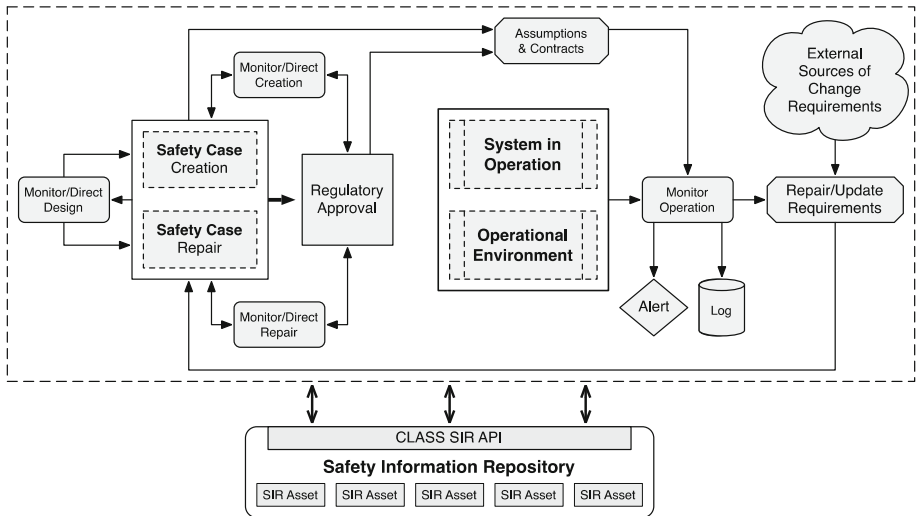 Assumptions
& Contracts
External
Sources of
Change
Requirements
Monitor/Direct
Creation
Safety Case
Creation
System in
Operation
Monitor/Direct
Design
Regulatory
Approval
Monitor
Operation
Repair/Update
Requirements
Safety Case
Repair
Operational
Environment
Monitor/Direct
Repair
Alert
Log
CLASS SIR API
Safety Information Repository
SIR Asset
SIR Asset
SIR Asset
SIR Asset
SIR Asset